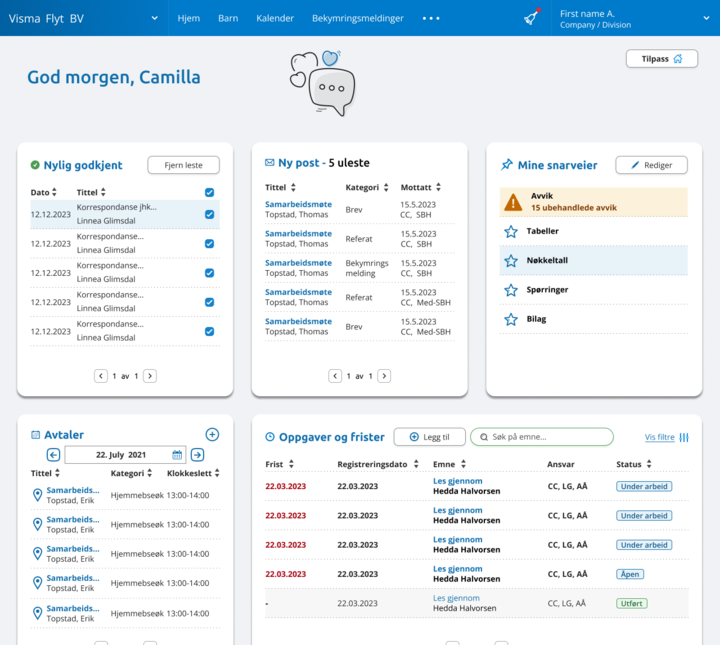 Visma Flyt BV
Hjem Barn Kalender Bekymringsmeldinger
First name A.
Company / Division
God morgen, Camilla
Tilpass
Nylig godkjent
Fjern leste
Dato Tittel
12.12.2023 Korrespondanse jhk...
Linnea Glimsdal
12.12.2023 Korrespondanse...
Linnea Glimsdal
12.12.2023 Korrespondanse...
Linnea Glimsdal
12.12.2023 Korrespondanse...
Linnea Glimsdal
12.12.2023 Korrespondanse...
Linnea Glimsdal
1 av 1
Ny post - 5 uleste
Tittel Kategori Mottatt
Samarbeidsmøte Brev 15.5.2023
Topstad, Thomas CC, SBH
Samarbeidsmøte Referat 15.5.2023
Topstad, Thomas CC, SBH
Samarbeidsmøte Bekymrings 15.5.2023
Topstad, Thomas melding CC, SBH
Samarbeidsmøte Referat 15.5.2023
Topstad, Thomas CC, Med-SBH
Samarbeidsmøte Brev 15.5.2023
Topstad, Thomas CC, Med-SBH
1 av 1
Mine snarveier
Rediger
Avvik
15 ubehandlede avvik
Tabeller
Nøkkeltall
Spørringer
Bilag
Avtaler
22. July 2021
Tittel Kategori Klokkeslett
Samarbeids... Hjemmebseøk 13:00-14:00
Topstad, Erik
Samarbeids... Hjemmebseøk 13:00-14:00
Topstad, Erik
Samarbeids... Hjemmebseøk 13:00-14:00
Topstad, Erik
Samarbeids... Hjemmebseøk 13:00-14:00
Topstad, Erik
Samarbeids... Hjemmebseøk 13:00-14:00
Topstad, Erik
Oppgaver og frister
Legg til
Søk på emne...
Vis filtre
Frist Registreringsdato Emne Ansvar Status
22.03.2023 22.03.2023 Les gjennom CC, LG, AÅ Under arbeid
Hedda Halvorsen
22.03.2023 22.03.2023 Les gjennom CC, LG, AÅ Under arbeid
Hedda Halvorsen
22.03.2023 22.03.2023 Les gjennom CC, LG, AÅ Under arbeid
Hedda Halvorsen
22.03.2023 22.03.2023 Les gjennom CC, LG, AÅ Åpen
Hedda Halvorsen
- 22.03.2023 Les gjennom CC, LG, AÅ Utført
Hedda Halvorsen